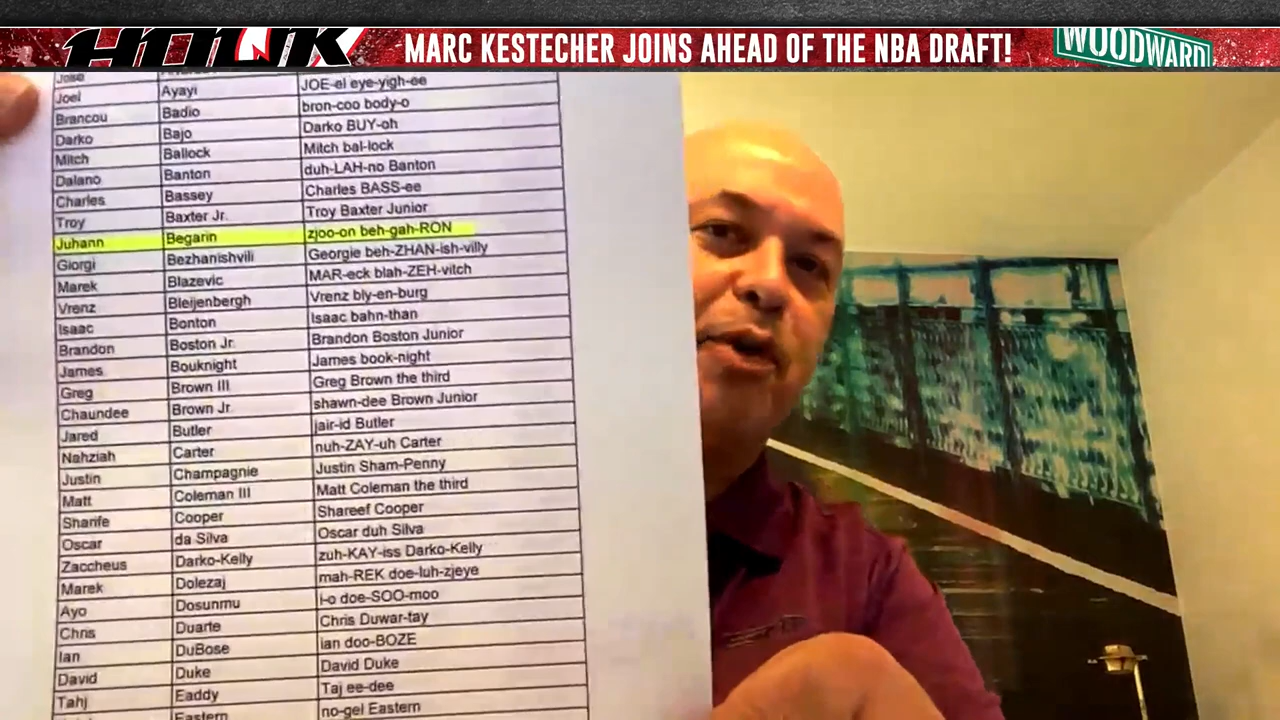 HONK
MARC KESTECHER JOINS AHEAD OF THE NBA DRAFT!
WOODWARD
Jose
Joel Ayayi JOE-el eye-yigh-ee
Brancou Badio bron-coo body-o
Darko Bajo Darko BUY-oh
Mitch Ballock Mitch bal-lock
Dalano Banton duh-LAH-no Banton
Charles Bassey Charles BASS-ee
Troy Baxter Jr. Troy Baxter Junior
Juhann Begarin zjoo-on beh-gah-RON
Giorgi Bezhanishvili Georgie beh-ZHAN-ish-villy
Marek Blazevic MAR-eck blah-ZEH-vitch
Vrenz Bleijenbergh Vrenz bly-en-burg
Isaac Bonton Isaac bahn-than
Brandon Boston Jr. Brandon Boston Junior
James Bouknight James book-night
Greg Brown III Greg Brown the third
Chaundee Brown Jr. shawn-dee Brown Junior
Jared Butler jair-id Butler
Nahziah Carter nuh-ZAY-uh Carter
Justin Champagnie Justin Sham-Penny
Matt Coleman III Matt Coleman the third
Sharife Cooper Shareef Cooper
Oscar da Silva Oscar duh Silva
Zaccheus Darko-Kelly zuh-KAY-iss Darko-Kelly
Marek Dolezaj mah-REK doe-luh-zjeye
Ayo Dosunmu i-o doe-SOO-moo
Chris Duarte Chris Duwar-tay
Ian DuBose ian doo-BOZE
David Duke David Duke
Tahj Eaddy Taj ee-dee
Eastern no-gel Eastern